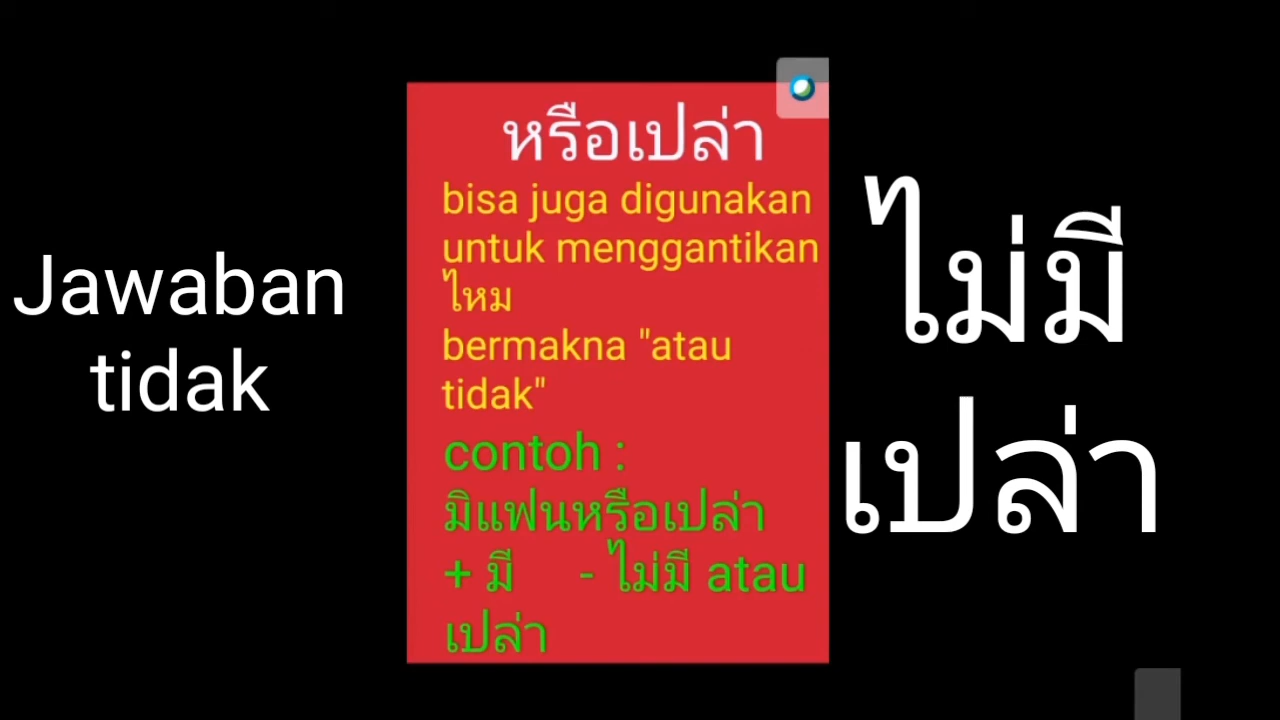 Jawaban
tidak
หรือเปล่า
bisa juga digunakan
untuk menggantikan
ไหม
bermakna "atau
tidak"
contoh :
มิแฟนหรือเปล่า
+ มี - ไม่มี atau
เปล่า
ไม่มี
เปล่า